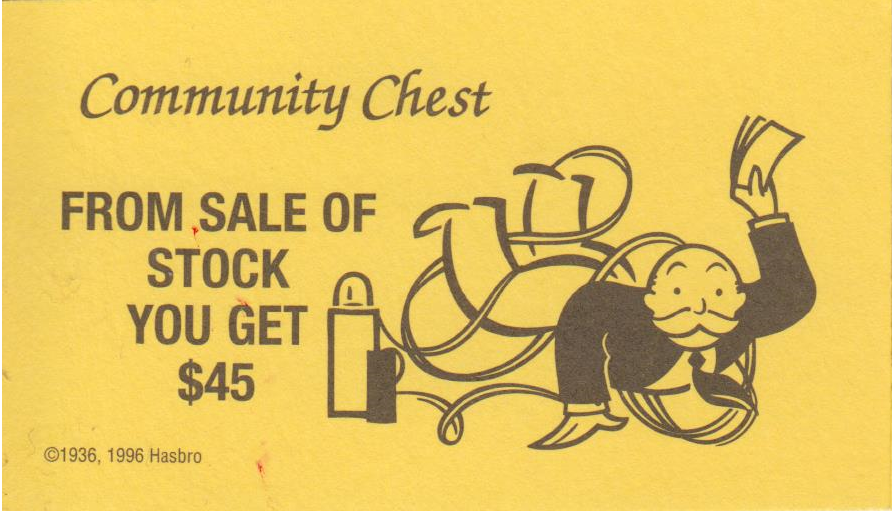 Community Chest
FROM SALE OF
STOCK
YOU GET
$45
©1936, 1996 Hasbro